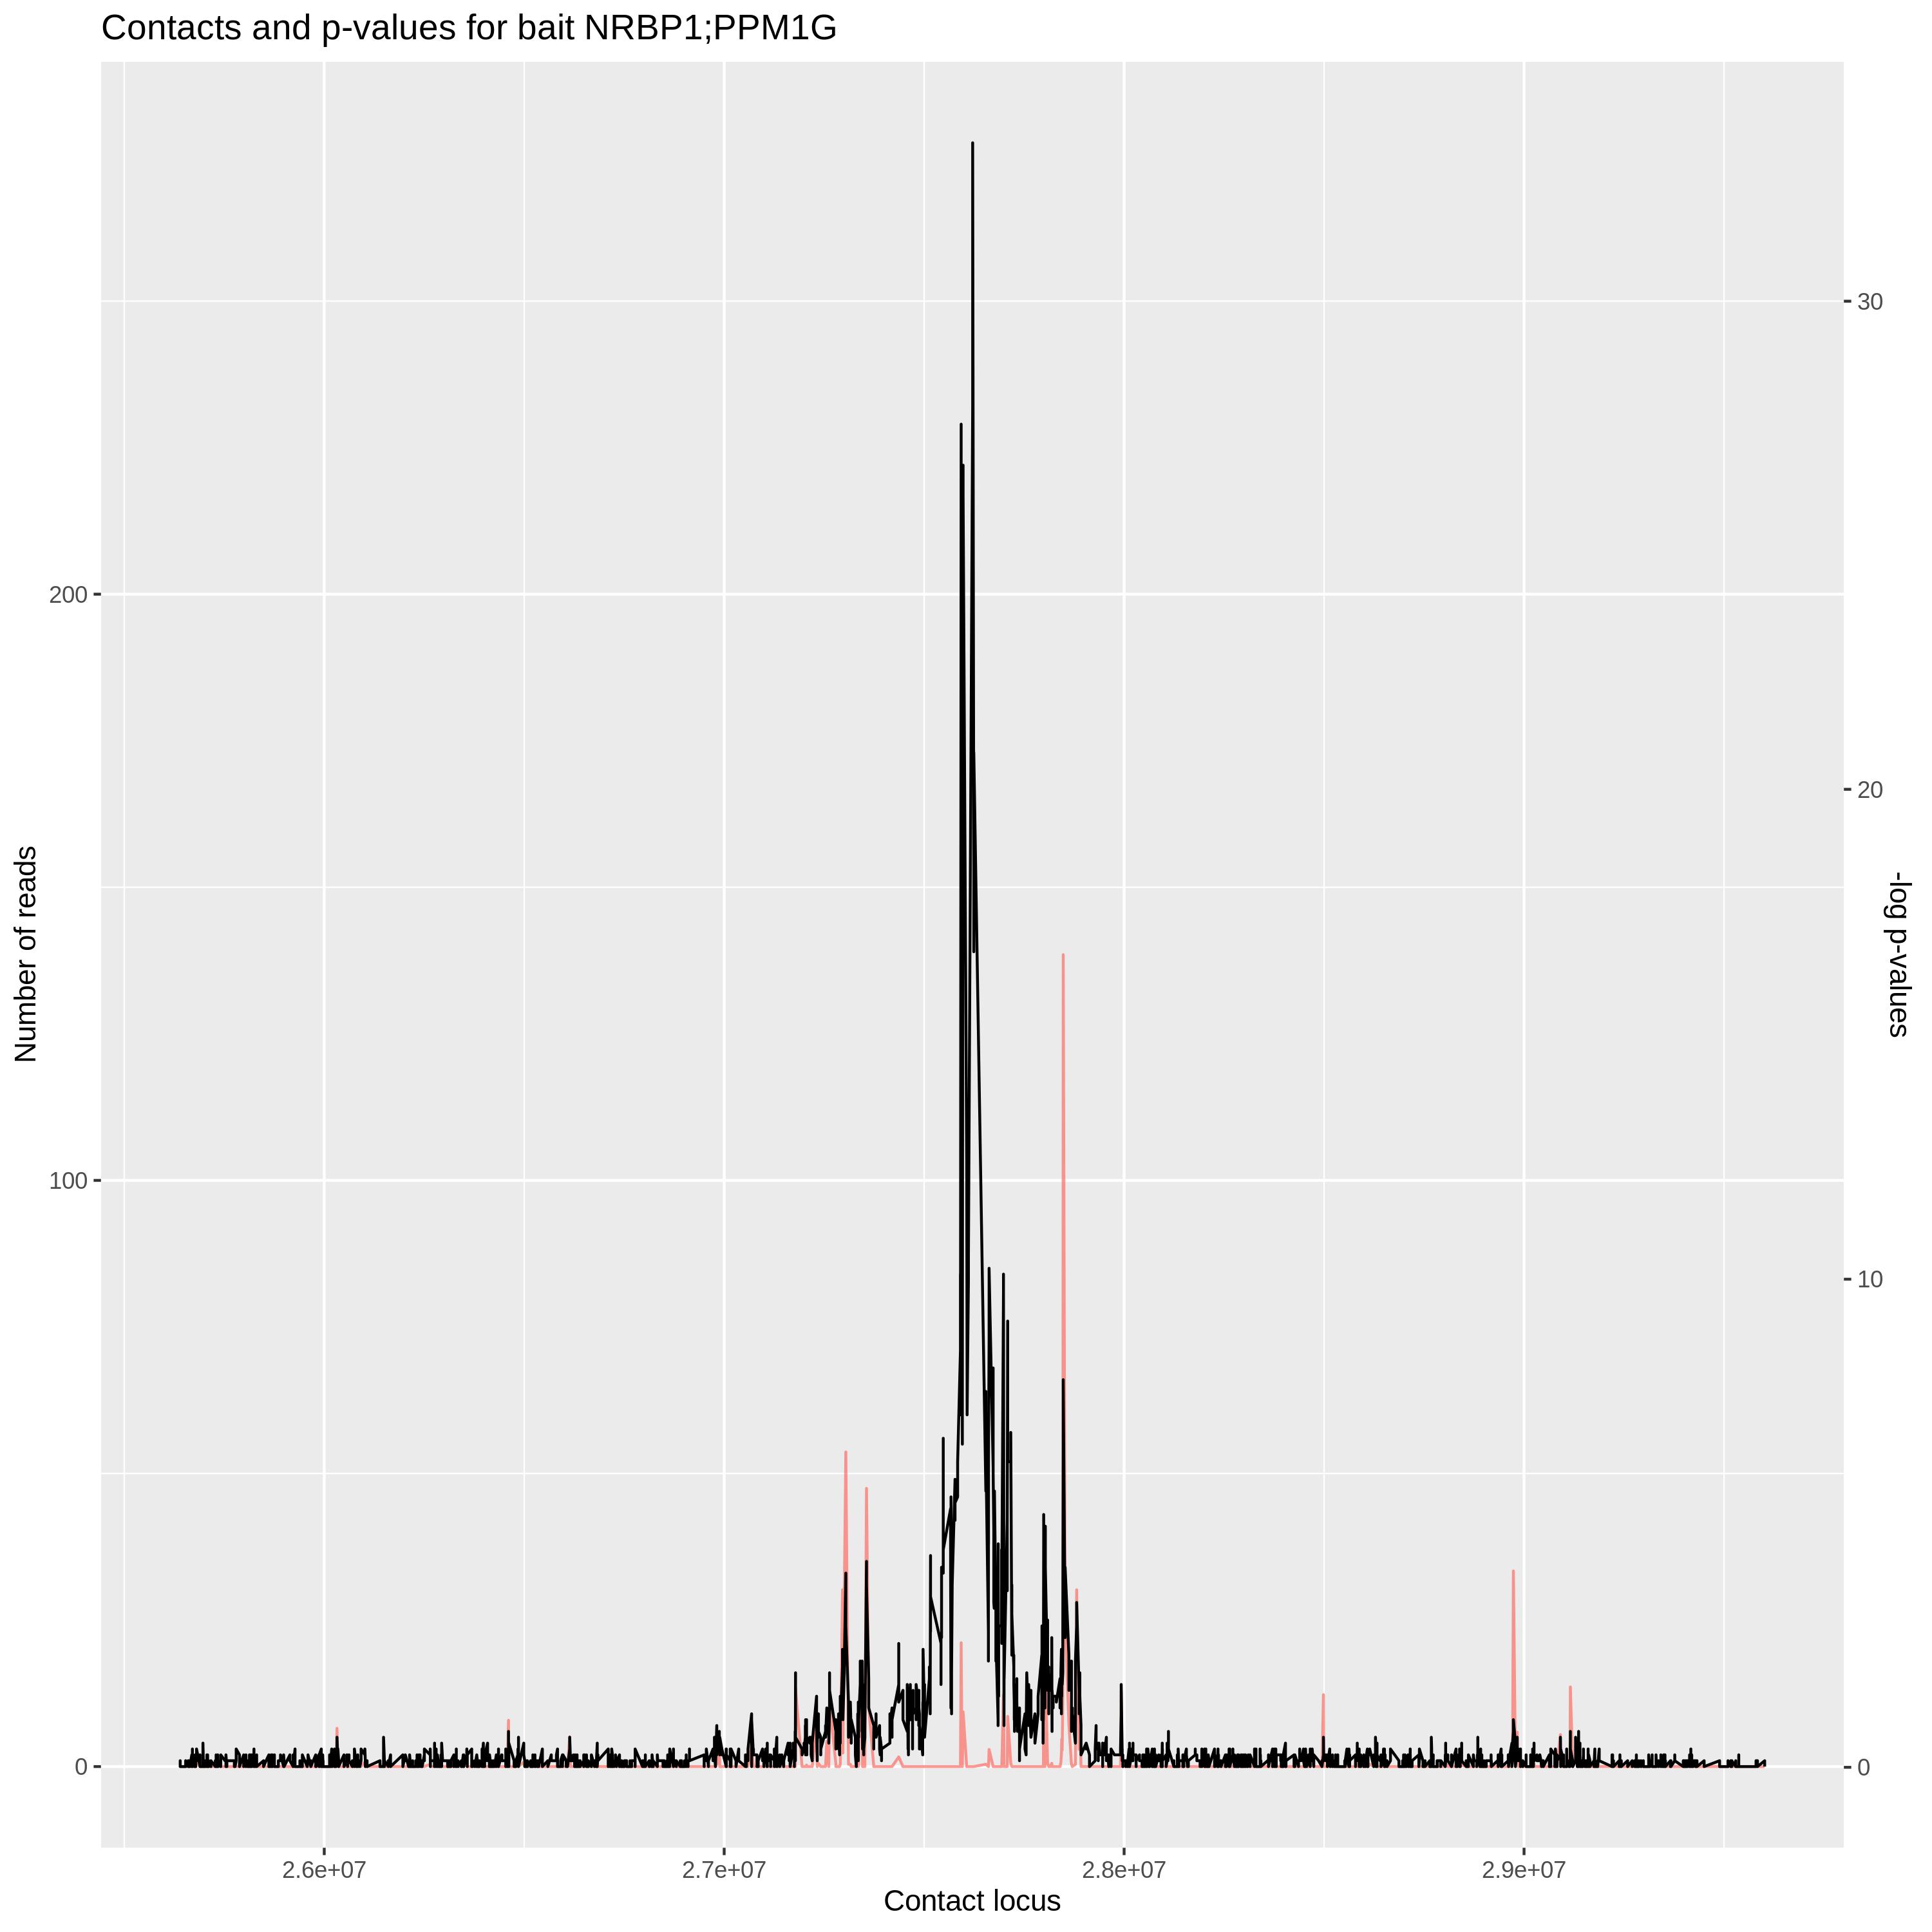 Contacts and p-values for bait NRBP1;PPM1G
Number of reads
0
100
200
0
10
20
30
-log p-values
2.6e+07
2.7e+07
2.8e+07
2.9e+07
Contact locus